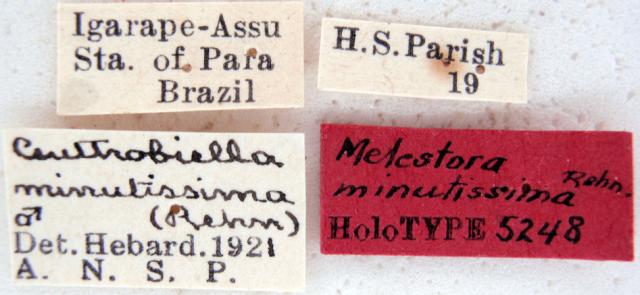 Igarape-Assu
Sta. of Para
Brazil
H.S.Parish
19
Centrobiella
minutissima
♂ (Rehn)
Det. Hebard. 1921
A. N. S. P.
Melestora
minutissima Rehn.
HoloTYPE 5248